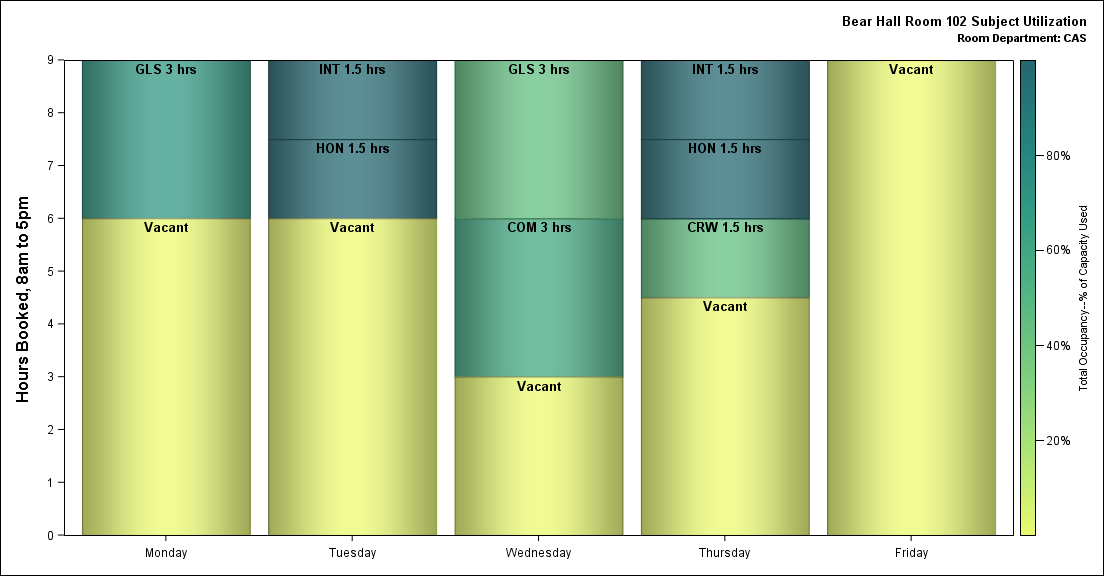 Bear Hall Room 102 Subject Utilization
Room Department: CAS
Hours Booked, 8am to 5pm
9
8
7
6
5
4
3
2
1
0
GLS 3 hrs
Vacant
INT 1.5 hrs
HON 1.5 hrs
Vacant
GLS 3 hrs
COM 3 hrs
Vacant
INT 1.5 hrs
HON 1.5 hrs
CRW 1.5 hrs
Vacant
Vacant
Monday
Tuesday
Wednesday
Thursday
Friday
80%
60%
40%
20%
Total Occupancy--% of Capacity Used